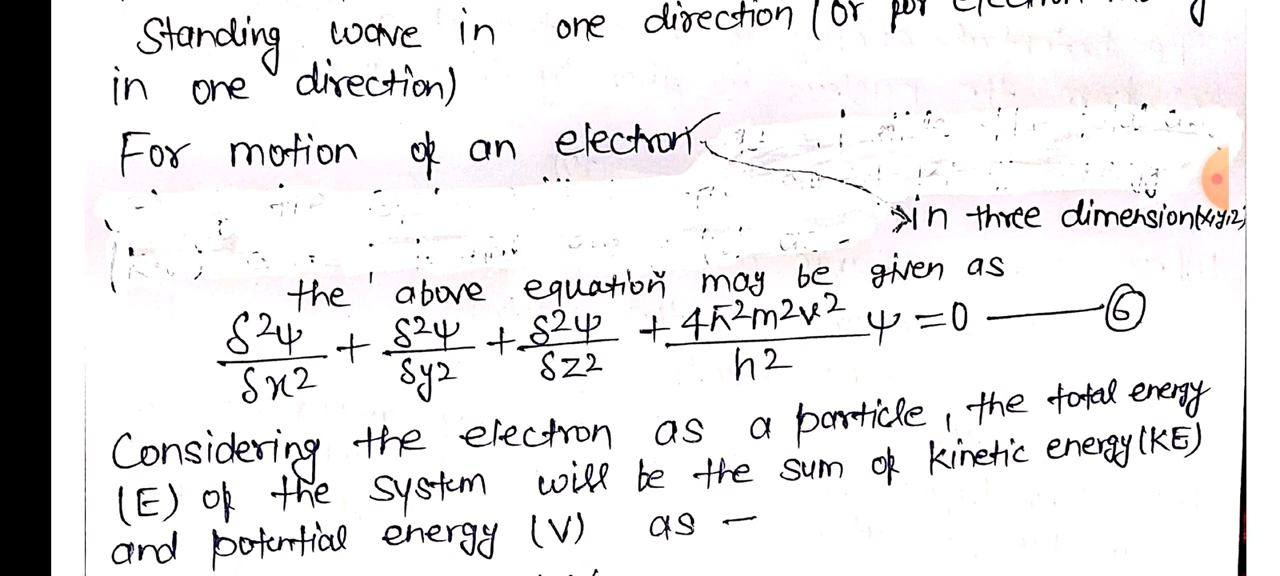 Standing wave in one direction (or for in one direction)
For motion of an electron
→ in three dimension (x,y,z)
the above equation may be given as
δ²ψ/δx² + δ²ψ/δy² + δ²ψ/δz² + 4π²m²v²/h² ψ = 0 —— ⑥
Considering the electron as a particle, the total energy
(E) of the system will be the sum of kinetic energy (KE)
and potential energy (V) as —